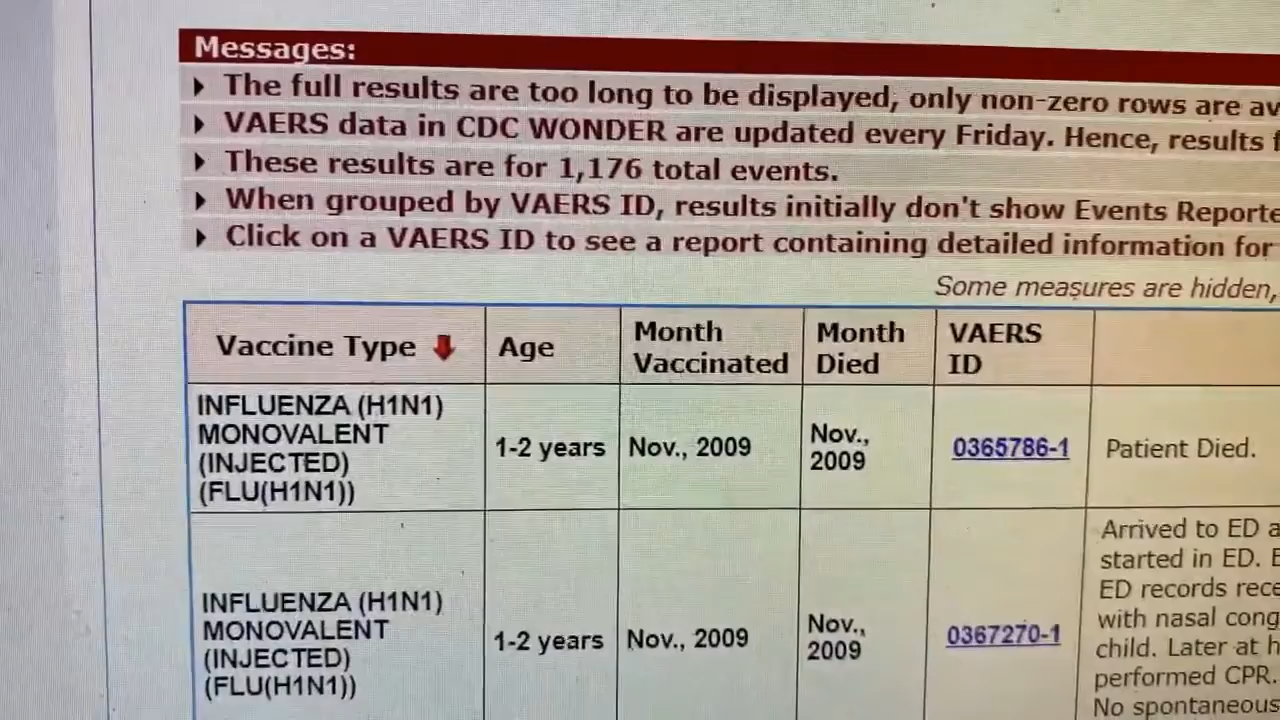 Messages:
The full results are too long to be displayed, only non-zero rows are
VAERS data in CDC WONDER are updated every Friday. Hence, results
These results are for 1,176 total events.
When grouped by VAERS ID, results initially don't show Events
Click on a VAERS ID to see a report containing detailed information for
Some measures are hidden,
Vaccine Type
Age
Month
Vaccinated
Month
Died
VAERS
ID
INFLUENZA (H1N1)
MONOVALENT
(INJECTED)
(FLU(H1N1))
1-2 years
Nov., 2009
Nov.,
2009
0365786-1
Patient Died.
INFLUENZA (H1N1)
MONOVALENT
(INJECTED)
(FLU(H1N1))
1-2 years
Nov., 2009
Nov.,
2009
0367270-1
Arrived to ED
started in ED.
ED records
with nasal
child. Later at
performed CPR.
No spontaneous